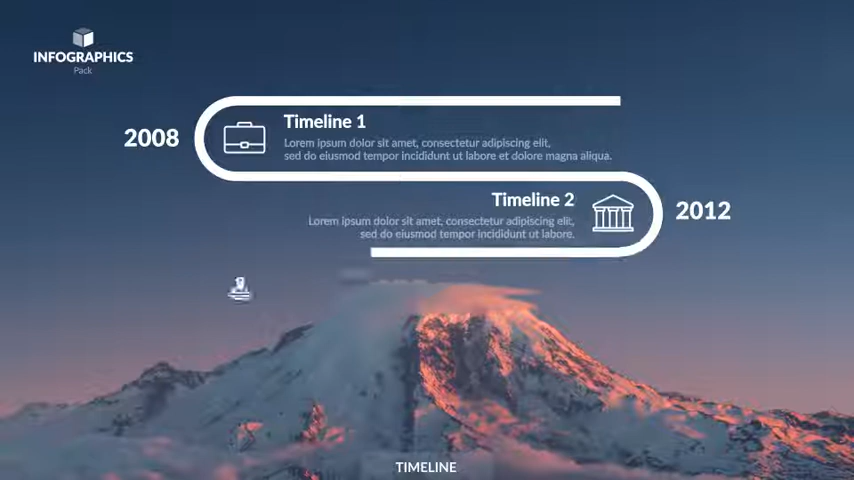 INFOGRAPHICS
Pack
2008
Timeline 1
Lorem ipsum dolor sit amet, consectetur adipiscing elit,
sed do eiusmod tempor incididunt ut labore et dolore magna aliqua.
Timeline 2
Lorem ipsum dolor sit amet, consectetur adipiscing elit,
sed do eiusmod tempor incididunt ut labore.
2012
TIMELINE